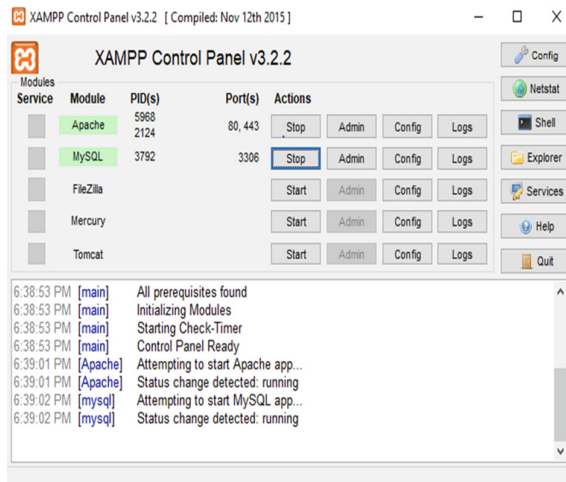 XAMPP Control Panel v3.2.2 [ Compiled: Nov 12th 2015 ]
XAMPP Control Panel v3.2.2
Config
Modules
Service Module PID(s) Port(s) Actions
Netstat
Apache 5968 2124 80, 443 Stop Admin Config Logs
Shell
MySQL 3792 3306 Stop Admin Config Logs
Explorer
FileZilla Start Admin Config Logs
Services
Mercury Start Admin Config Logs
Help
Tomcat Start Admin Config Logs
Quit
6:38:53 PM [main] All prerequisites found
6:38:53 PM [main] Initializing Modules
6:38:53 PM [main] Starting Check-Timer
6:38:53 PM [main] Control Panel Ready
6:39:01 PM [Apache] Attempting to start Apache app...
6:39:01 PM [Apache] Status change detected: running
6:39:02 PM [mysql] Attempting to start MySQL app...
6:39:02 PM [mysql] Status change detected: running